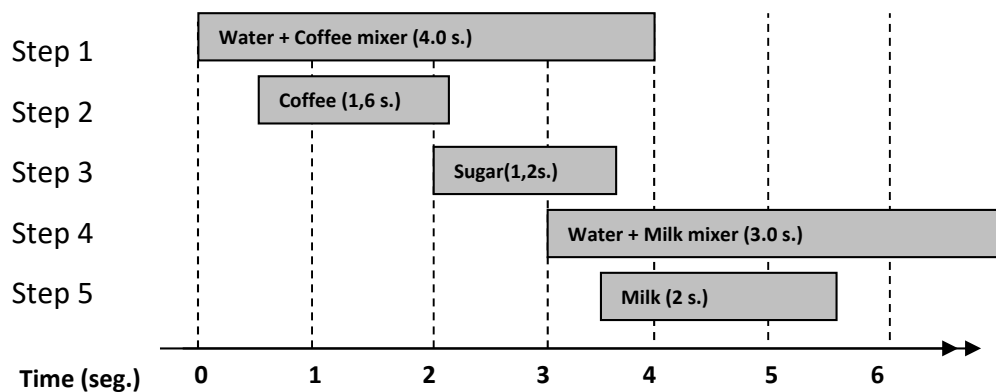 Step 1 Water + Coffee mixer (4.0 s.)
Step 2 Coffee (1,6 s.)
Step 3 Sugar(1,2s.)
Step 4 Water + Milk mixer (3.0 s.)
Step 5 Milk (2 s.)
Time (seg.) 0 1 2 3 4 5 6